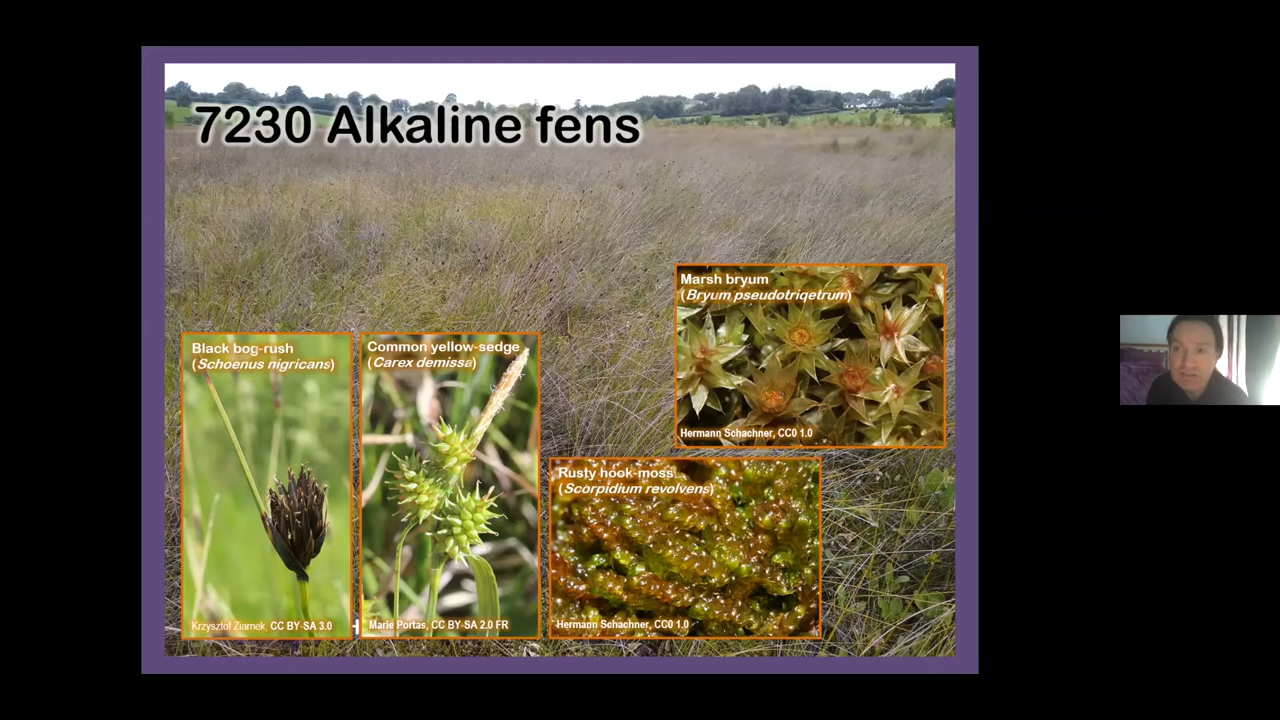 7230 Alkaline fens
Marsh bryum
(Bryum pseudotriqetrum)
Hermann Schachner, CC0 1.0
Black bog-rush
(Schoenus nigricans)
Krzysztof Ziarnek, CC BY-SA 3.0
Common yellow-sedge
(Carex demissa)
Marie Portas, CC BY-SA 2.0 FR
Rusty hook-moss
(Scorpidium revolvens)
Hermann Schachner, CC0 1.0